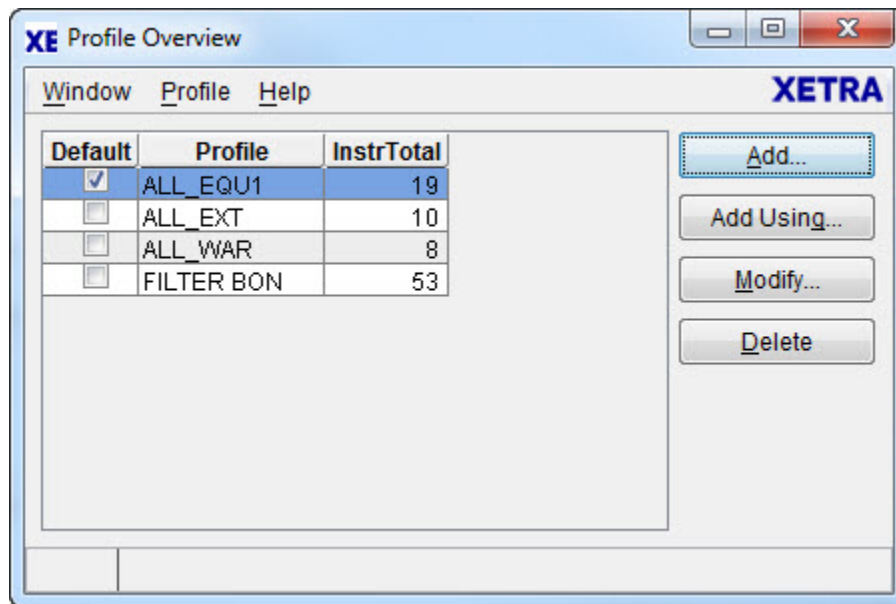 XE Profile Overview
Window Profile Help XETRA
Default Profile InstrTotal
ALL_EQU1 19
ALL_EXT 10
ALL_WAR 8
FILTER BON 53
Add...
Add Using...
Modify...
Delete